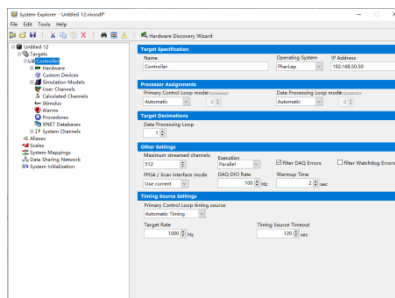 System Explorer - Untitled 12.nivssdf*
File Edit Tools Help
Hardware Discovery Wizard
Untitled 12
Targets
Controller
Hardware
Custom Devices
Simulation Models
User Channels
Calculated Channels
Stimulus
Alarms
Procedures
XNET Databases
System Channels
Aliases
Scales
System Mappings
Data Sharing Network
System Initialization
Target Specification
Name Operating System IP Address
Controller PharLap 192.168.50.50
Processor Assignments
Primary Control Loop mode Processor Data Processing Loop mode Processor
Automatic -2 Automatic -2
Target Decimations
Data Processing Loop
1
Other Settings
Maximum streamed channels Execution
512 Parallel Filter DAQ Errors Filter Watchdog Errors
FPGA / Scan interface mode DAQ DIO Rate Warmup Time
Use current 100 Hz 2 sec
Timing Source Settings
Primary Control Loop timing source
Automatic Timing
Target Rate Timing Source Timeout
1000 Hz 120 sec